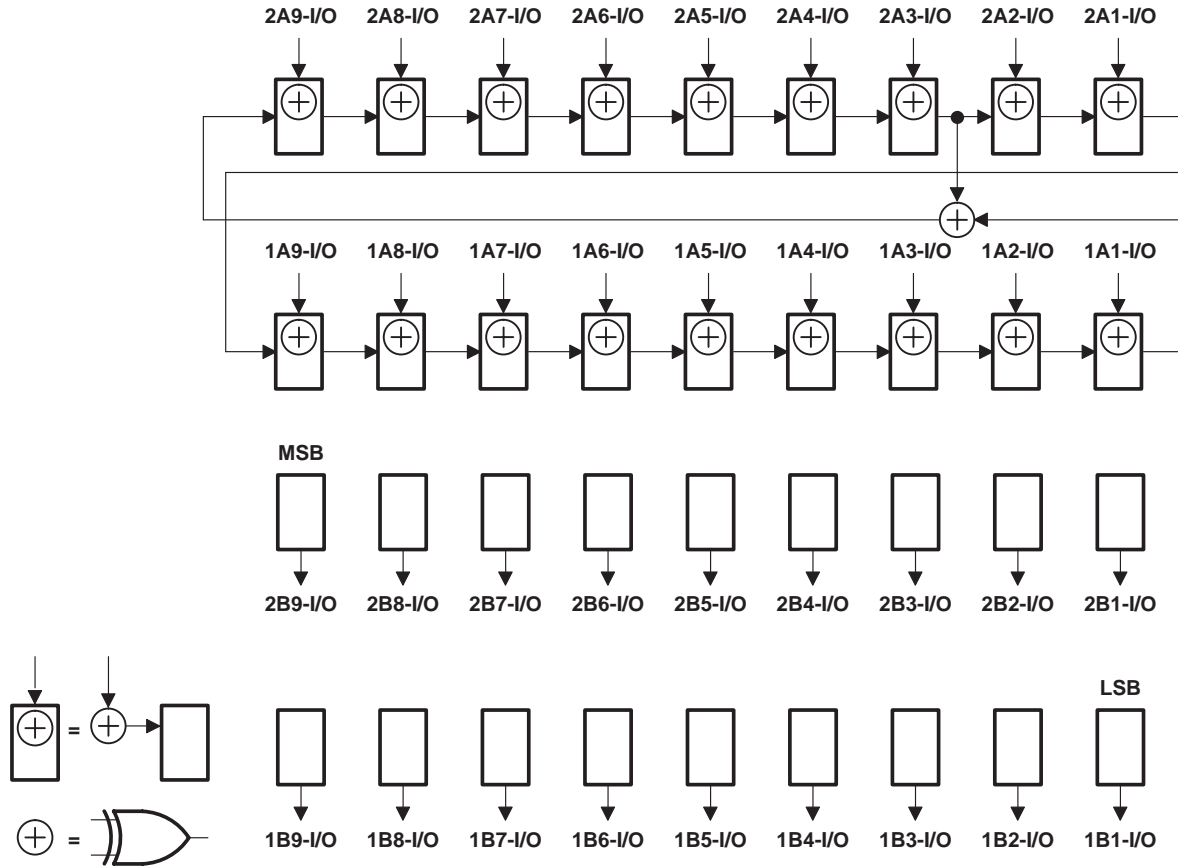 2A9-I/O 2A8-I/O 2A7-I/O 2A6-I/O 2A5-I/O 2A4-I/O 2A3-I/O 2A2-I/O 2A1-I/O
1A9-I/O 1A8-I/O 1A7-I/O 1A6-I/O 1A5-I/O 1A4-I/O 1A3-I/O 1A2-I/O 1A1-I/O
MSB
2B9-I/O 2B8-I/O 2B7-I/O 2B6-I/O 2B5-I/O 2B4-I/O 2B3-I/O 2B2-I/O 2B1-I/O
LSB
=
=
1B9-I/O 1B8-I/O 1B7-I/O 1B6-I/O 1B5-I/O 1B4-I/O 1B3-I/O 1B2-I/O 1B1-I/O